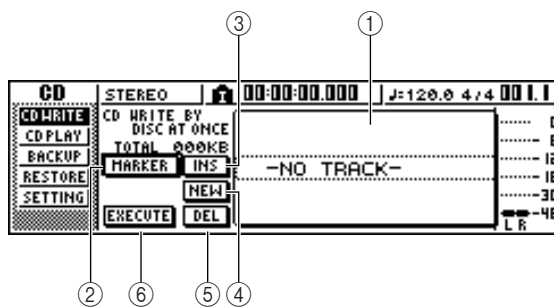 ③ ①
CD STEREO 00:00:00.000 ♩=120.0 4/4 001.1
CD WRITE CD WRITE BY
DISC AT ONCE
CD PLAY TOTAL 000KB
BACKUP MARKER INS -NO TRACK-
RESTORE NEW
SETTING EXECUTE DEL
L R
② ⑥ ⑤ ④